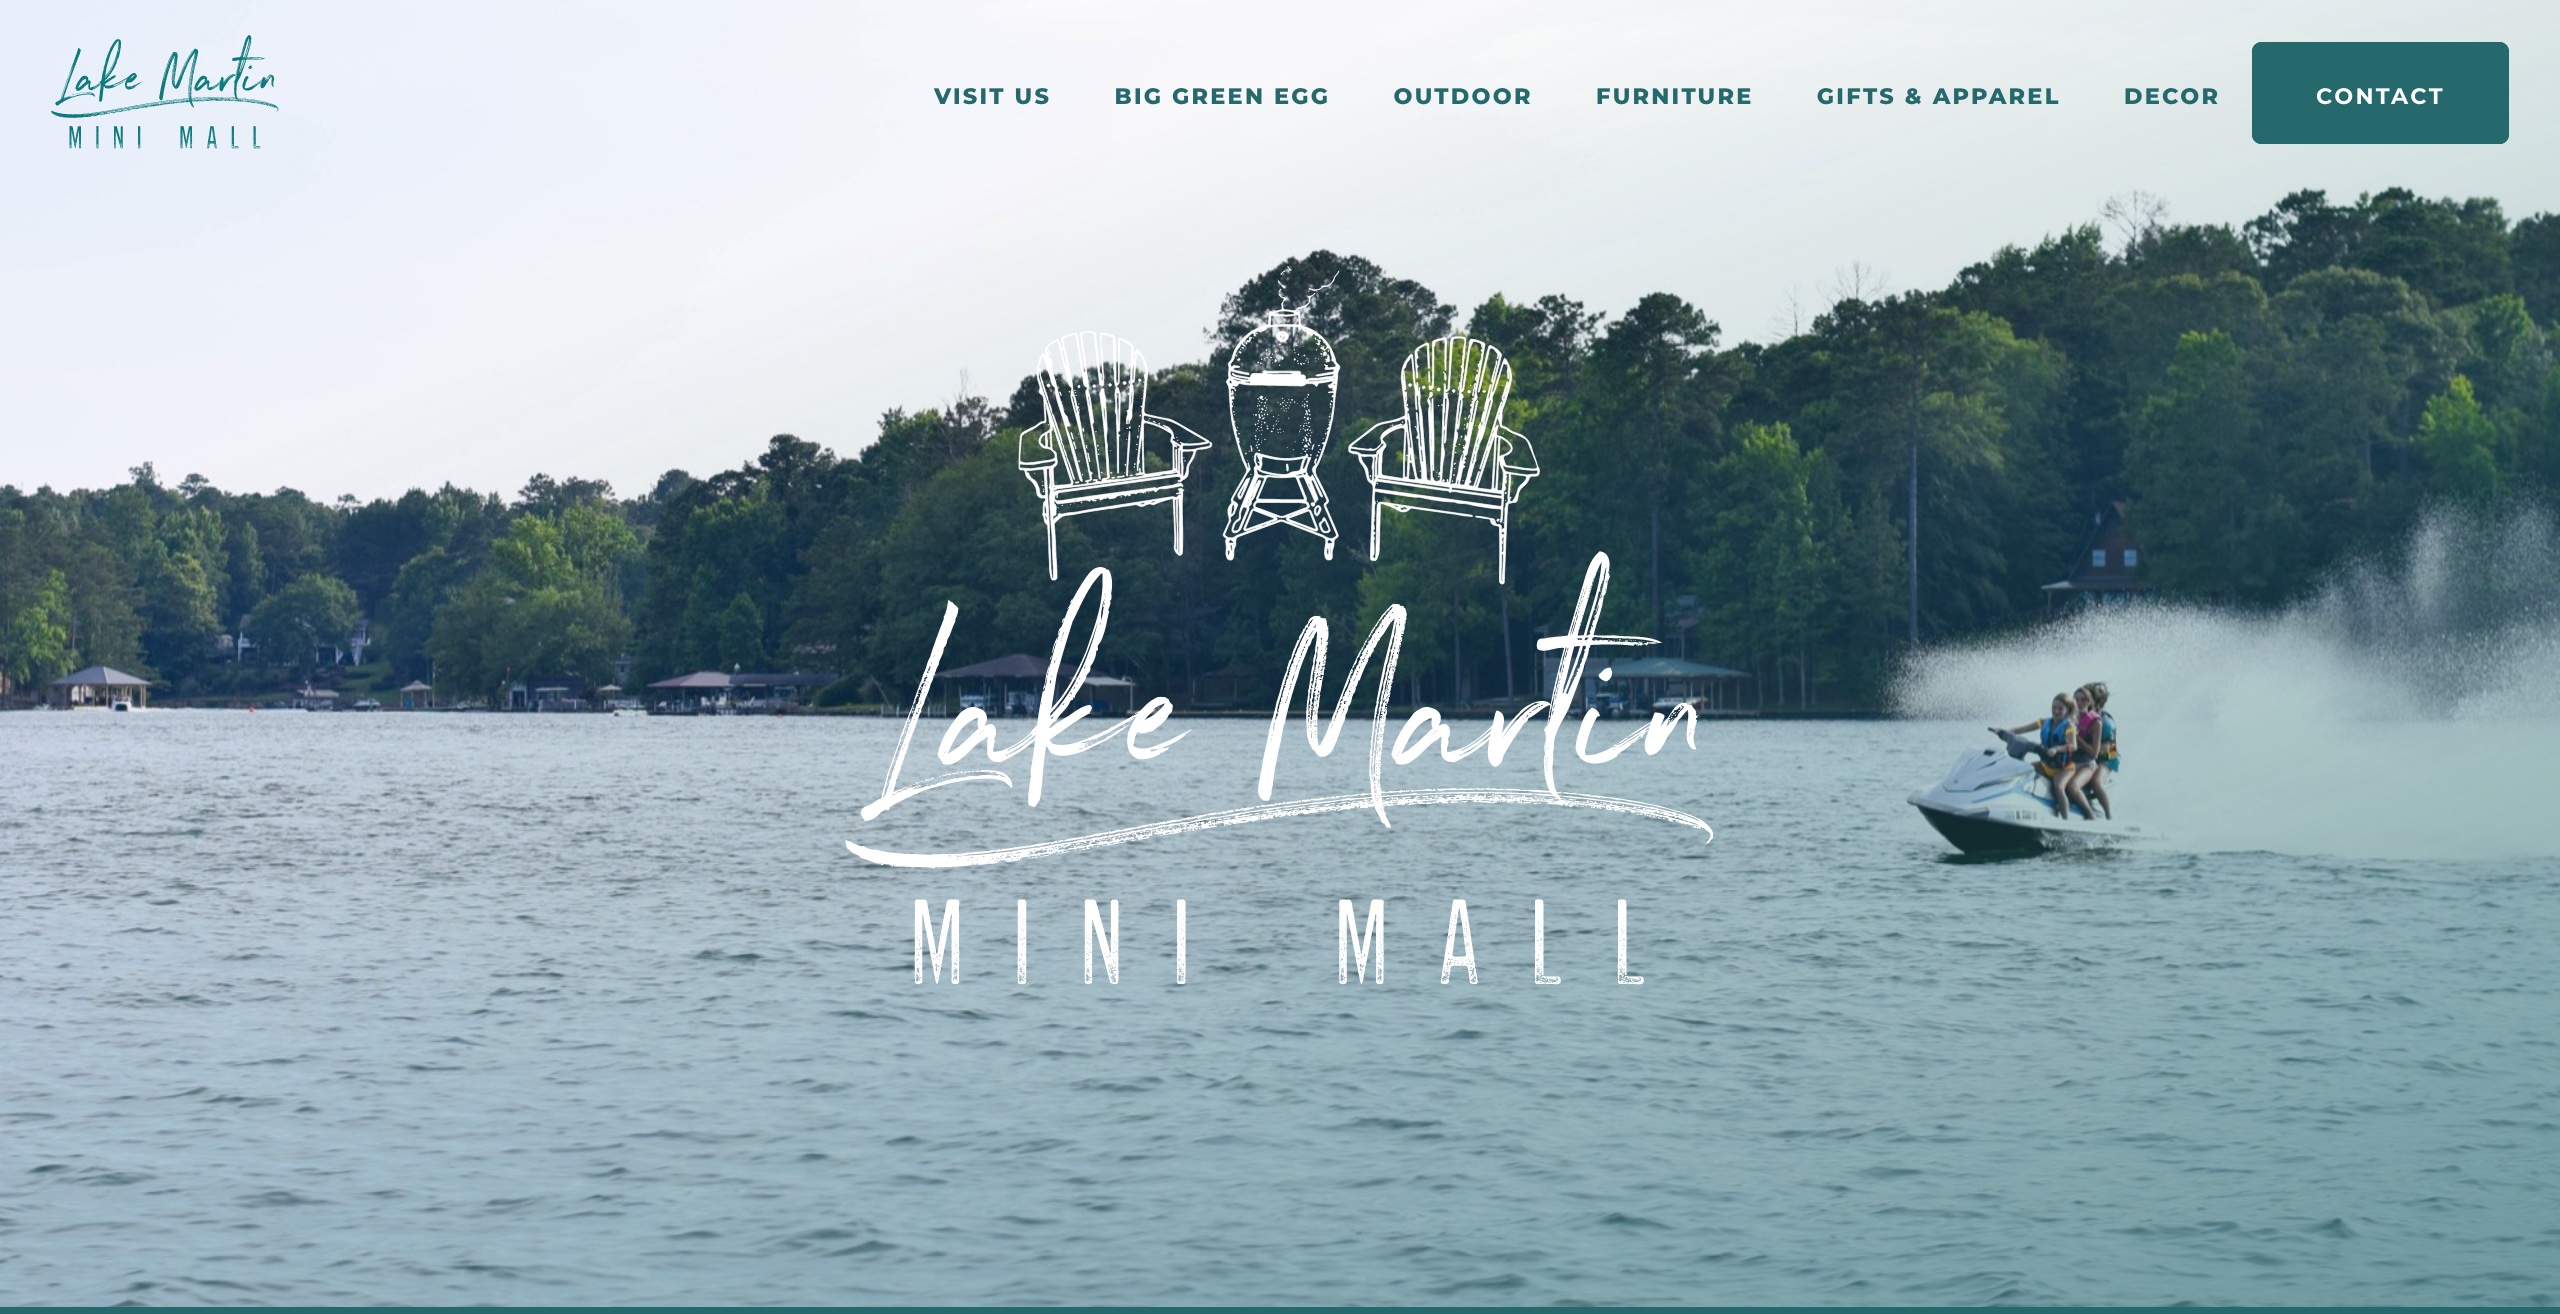 Lake Martin
MINI MALL
VISIT US
BIG GREEN EGG
OUTDOOR
FURNITURE
GIFTS & APPAREL
DECOR
CONTACT
Lake Martin
MINI MALL